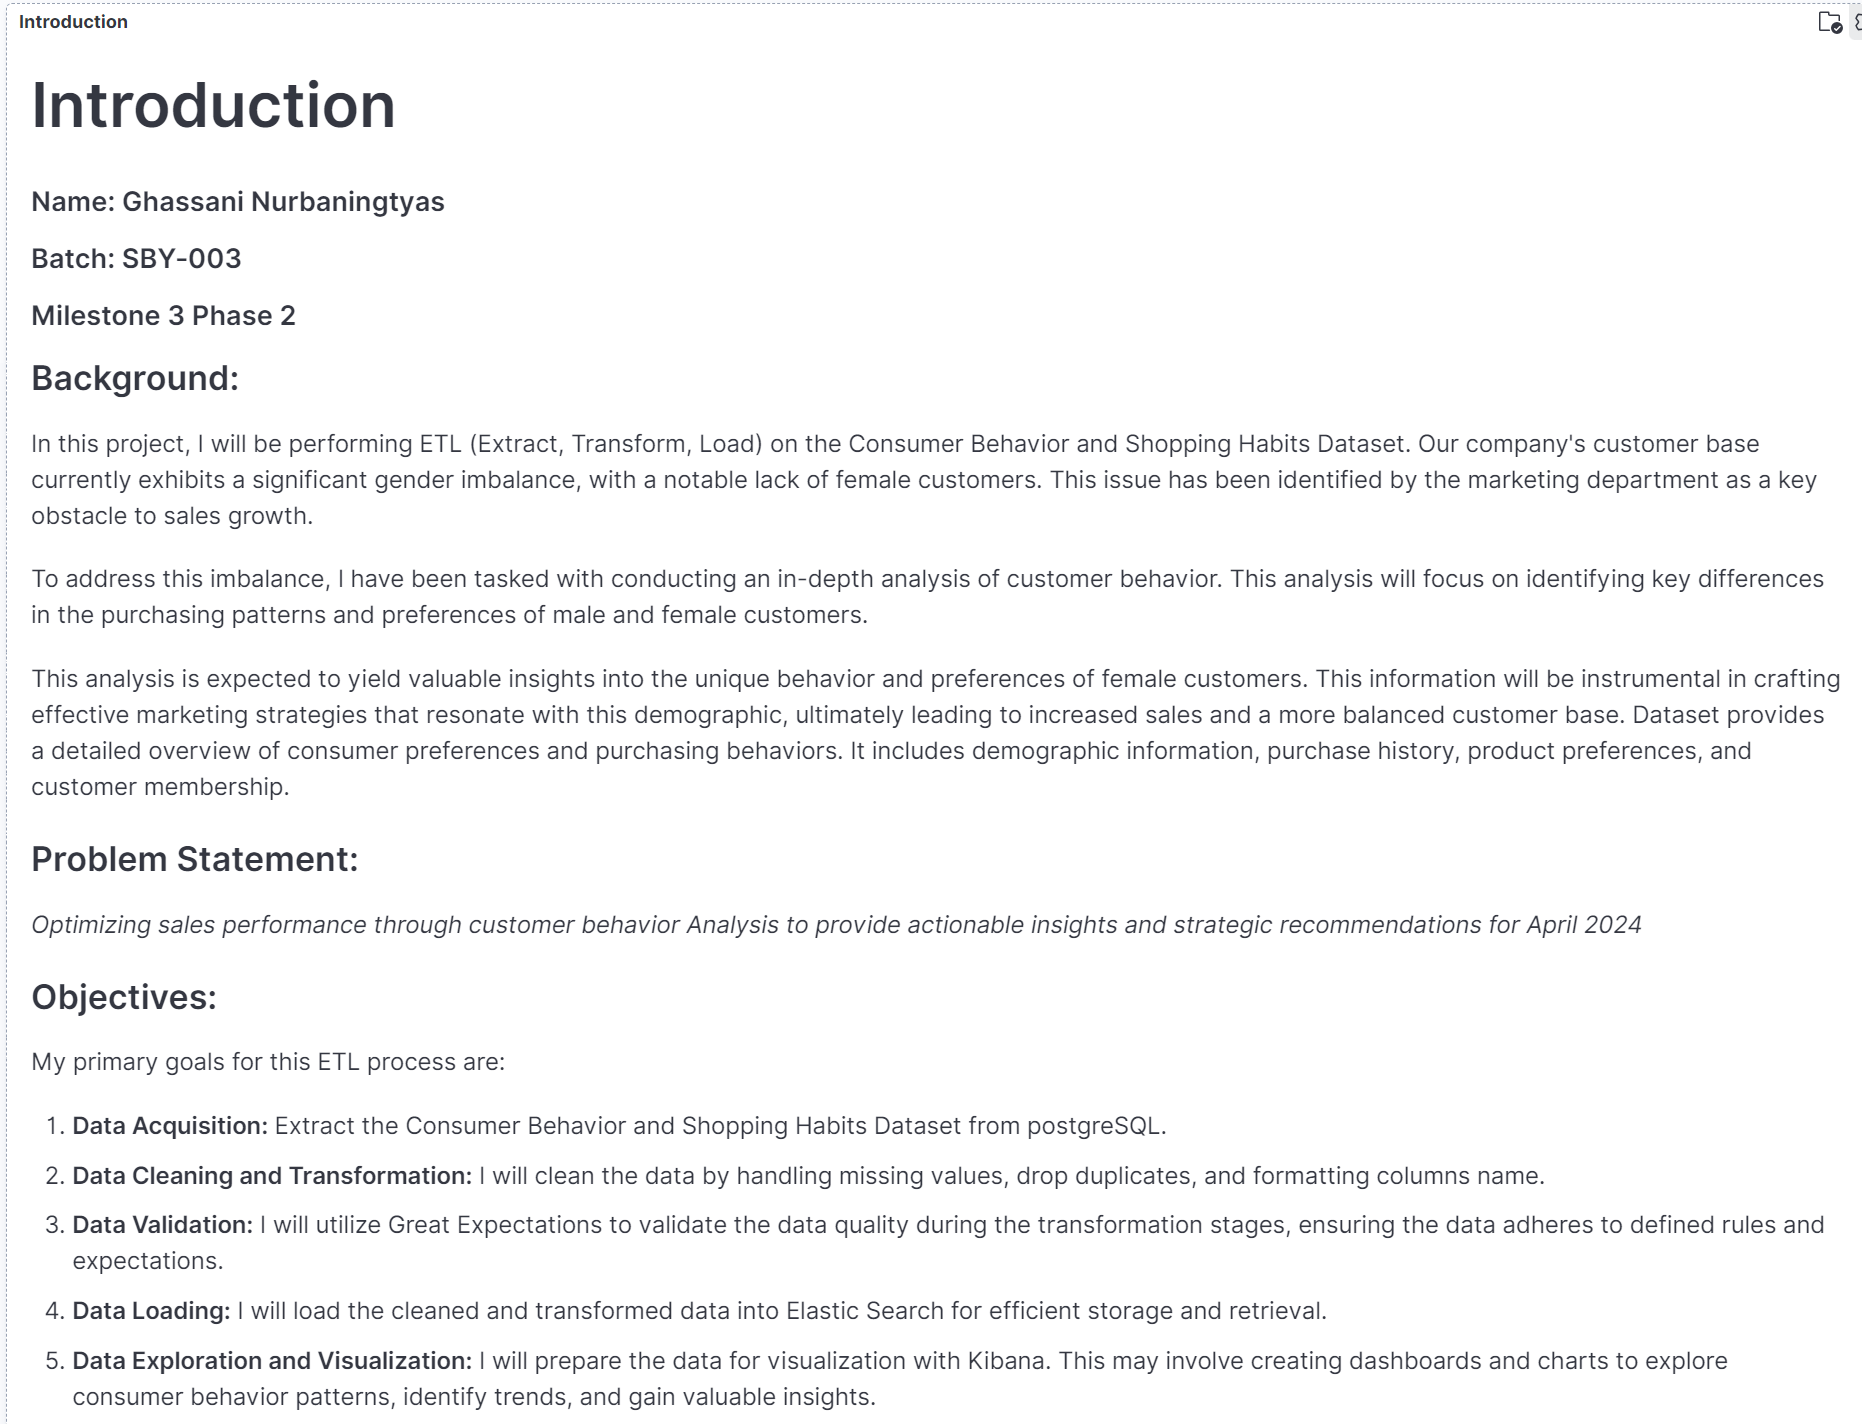 Introduction
Introduction
Name: Ghassani Nurbaningtyas
Batch: SBY-003
Milestone 3 Phase 2
Background:
In this project, I will be performing ETL (Extract, Transform, Load) on the Consumer Behavior and Shopping Habits Dataset. Our company's customer base
currently exhibits a significant gender imbalance, with a notable lack of female customers. This issue has been identified by the marketing department as a key
obstacle to sales growth.
To address this imbalance, I have been tasked with conducting an in-depth analysis of customer behavior. This analysis will focus on identifying key differences
in the purchasing patterns and preferences of male and female customers.
This analysis is expected to yield valuable insights into the unique behavior and preferences of female customers. This information will be instrumental in crafting
effective marketing strategies that resonate with this demographic, ultimately leading to increased sales and a more balanced customer base. Dataset provides
a detailed overview of consumer preferences and purchasing behaviors. It includes demographic information, purchase history, product preferences, and
customer membership.
Problem Statement:
Optimizing sales performance through customer behavior Analysis to provide actionable insights and strategic recommendations for April 2024
Objectives:
My primary goals for this ETL process are:
1. Data Acquisition: Extract the Consumer Behavior and Shopping Habits Dataset from postgreSQL.
2. Data Cleaning and Transformation: I will clean the data by handling missing values, drop duplicates, and formatting columns name.
3. Data Validation: I will utilize Great Expectations to validate the data quality during the transformation stages, ensuring the data adheres to defined rules and
expectations.
4. Data Loading: I will load the cleaned and transformed data into Elastic Search for efficient storage and retrieval.
5. Data Exploration and Visualization: I will prepare the data for visualization with Kibana. This may involve creating dashboards and charts to explore
consumer behavior patterns, identify trends, and gain valuable insights.